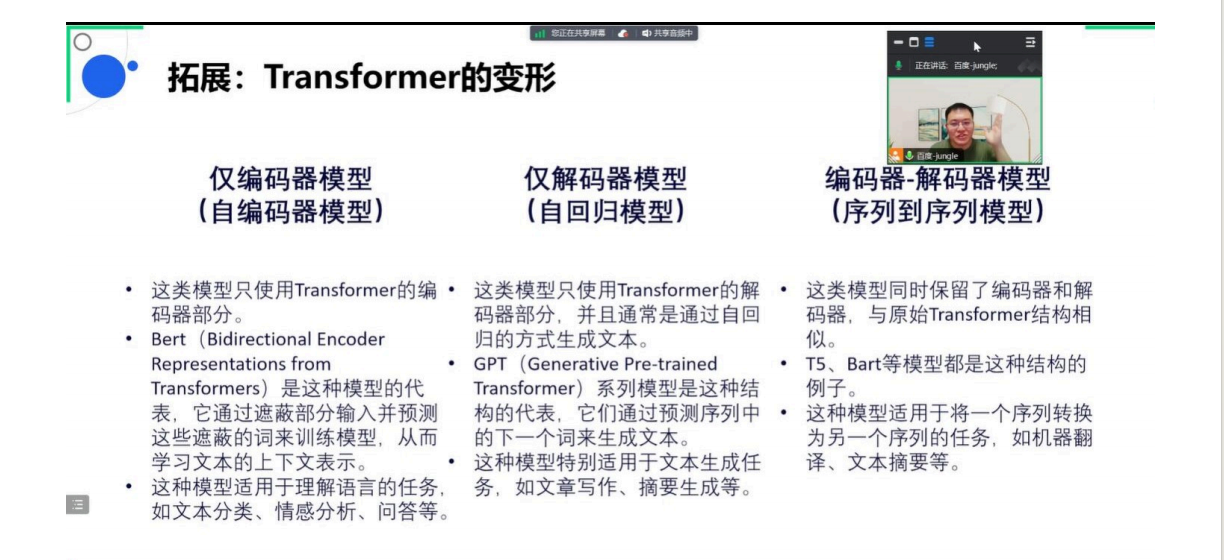 您正在共享屏幕 共享音频中
拓展：Transformer的变形
正在讲话: 百度-jungle;
百度-jungle
仅编码器模型
（自编码器模型）
仅解码器模型
（自回归模型）
编码器-解码器模型
（序列到序列模型）
• 这类模型只使用Transformer的编
码器部分。
• Bert（Bidirectional Encoder
Representations from
Transformers）是这种模型的代
表，它通过遮蔽部分输入并预测
这些遮蔽的词来训练模型，从而
学习文本的上下文表示。
• 这种模型适用于理解语言的任务，
如文本分类、情感分析、问答等。
• 这类模型只使用Transformer的解
码器部分，并且通常是通过自回
归的方式生成文本。
• GPT（Generative Pre-trained
Transformer）系列模型是这种结
构的代表，它们通过预测序列中
的下一个词来生成文本。
• 这种模型特别适用于文本生成任
务，如文章写作、摘要生成等。
• 这类模型同时保留了编码器和解
码器，与原始Transformer结构相
似。
• T5、Bart等模型都是这种结构的
例子。
• 这种模型适用于将一个序列转换
为另一个序列的任务，如机器翻
译、文本摘要等。